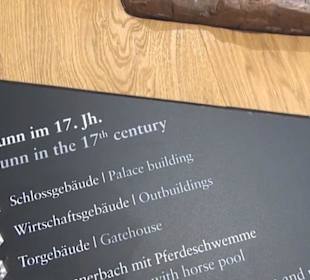 unn im 17. Jh.
unn in the 17th century
Schlossgebäude | Palace building
Wirtschaftsgebäude | Outbuildings
Torgebäude | Gatehouse
nerbach mit Pferdeschwemme
with horse pool
and